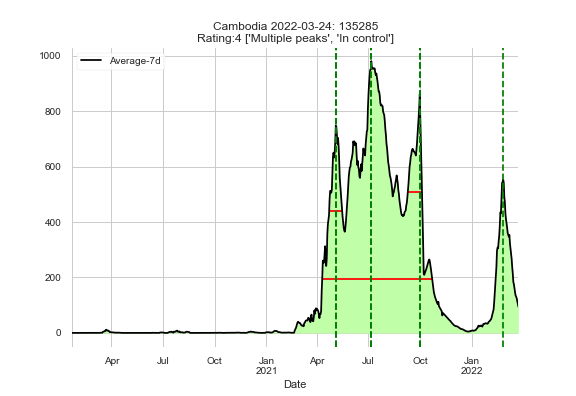 Cambodia 2022-03-24: 135285
Rating:4 ['Multiple peaks', 'In control']
Average-7d
1000
800
600
400
200
0
Apr
Jul
Oct
Jan
2021
Apr
Jul
Oct
Jan
2022
Date